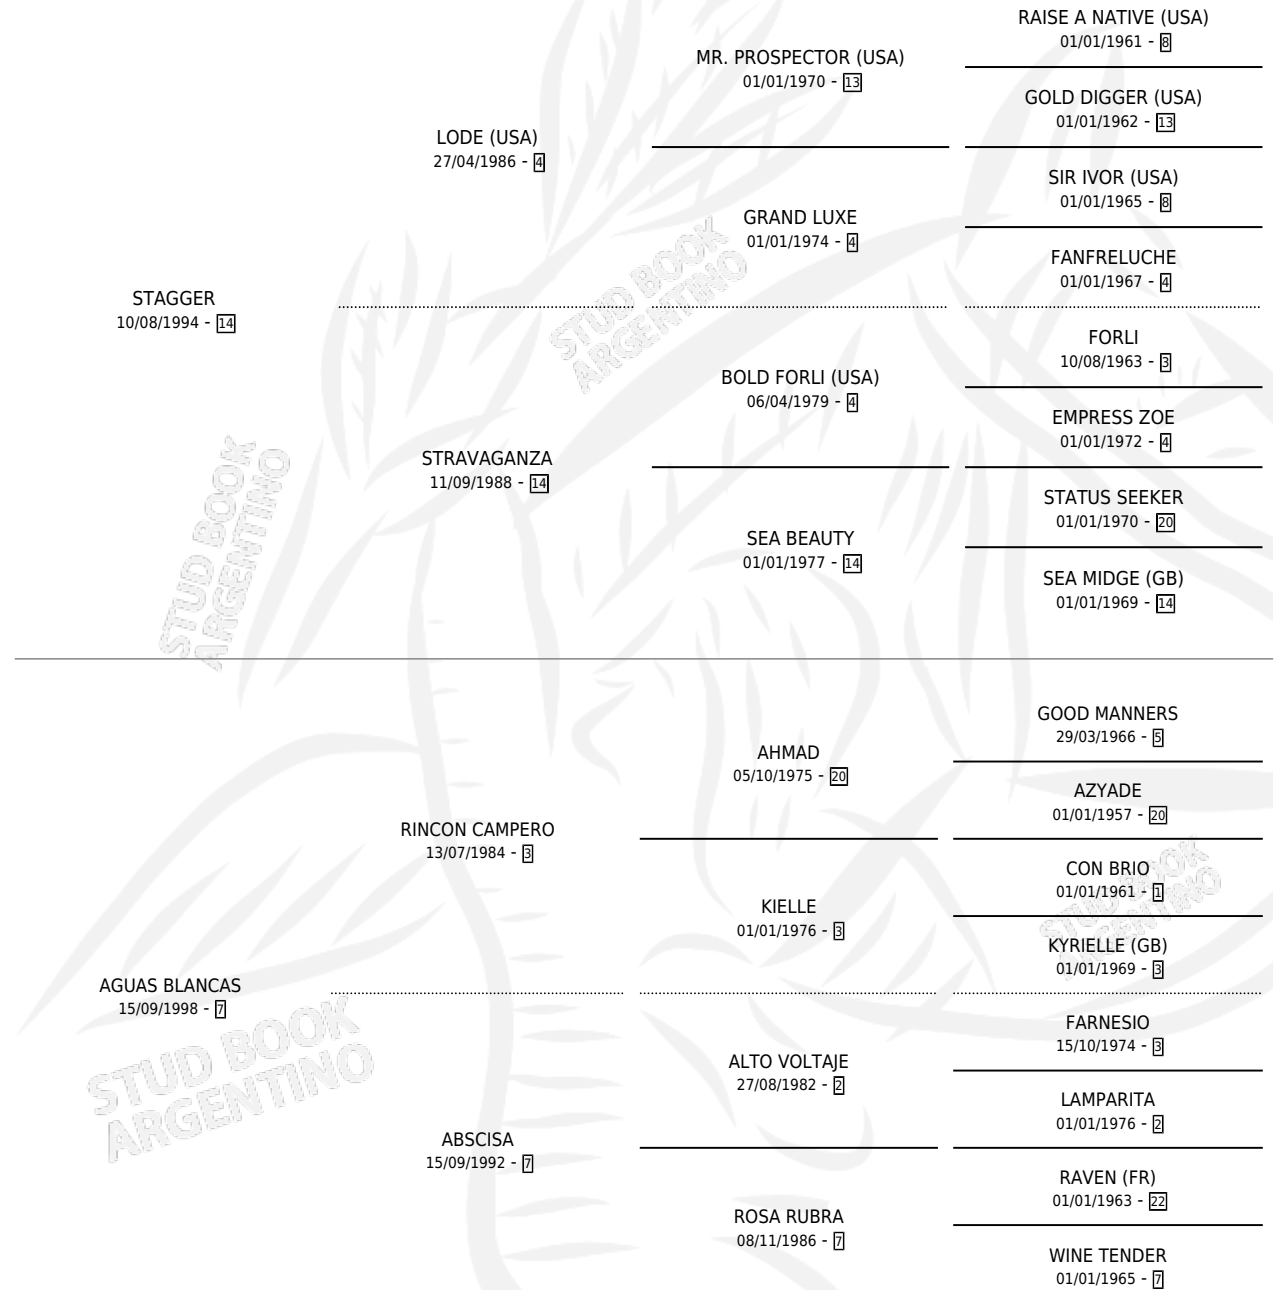 RAISE A NATIVE (USA)
01/01/1961 - 8
MR. PROSPECTOR (USA)
01/01/1970 - 13
GOLD DIGGER (USA)
01/01/1962 - 13
LODE (USA)
27/04/1986 - 4
SIR IVOR (USA)
01/01/1965 - 8
GRAND LUXE
01/01/1974 - 4
FANFRELUCHE
01/01/1967 - 4
STAGGER
10/08/1994 - 14
FORLI
10/08/1963 - 3
BOLD FORLI (USA)
06/04/1979 - 4
EMPRESS ZOE
01/01/1972 - 4
STRAVAGANZA
11/09/1988 - 14
STATUS SEEKER
01/01/1970 - 20
SEA BEAUTY
01/01/1977 - 14
SEA MIDGE (GB)
01/01/1969 - 14
GOOD MANNERS
29/03/1966 - 5
AHMAD
05/10/1975 - 20
AZYADE
01/01/1957 - 20
RINCON CAMPERO
13/07/1984 - 3
CON BRIO
01/01/1961 - 1
KIELLE
01/01/1976 - 3
KYRIELLE (GB)
01/01/1969 - 3
AGUAS BLANCAS
15/09/1998 - 7
FARNESIO
15/10/1974 - 3
ALTO VOLTAJE
27/08/1982 - 2
LAMPARITA
01/01/1976 - 2
ABSCISA
15/09/1992 - 7
RAVEN (FR)
01/01/1963 - 22
ROSA RUBRA
08/11/1986 - 7
WINE TENDER
01/01/1965 - 7
STUD BOOK
ARGENTINO
STUD BOOK
ARGENTINO
STUD BOOK
ARGENTINO
STUD BOOK
ARGENTINO